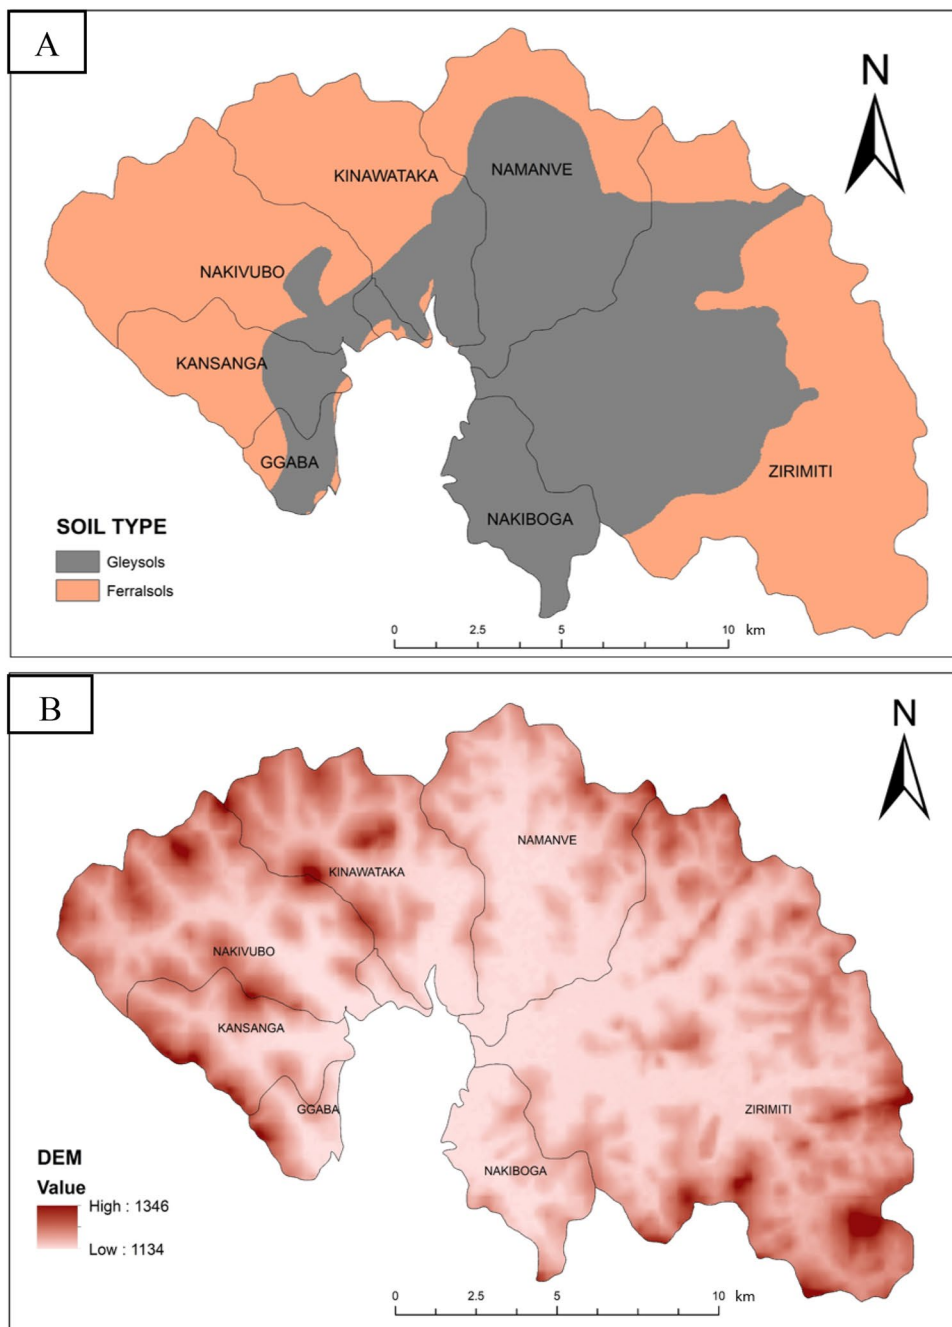 A
N
KINAWATAKA
NAMANVE
NAKIVUBO
KANSANGA
GGABA
ZIRIMITI
NAKIBOGA
SOIL TYPE
Gleysols
Ferralsols
0 2.5 5 10 km
B
N
NAMANVE
KINAWATAKA
NAKIVUBO
KANSANGA
GGABA
ZIRIMITI
NAKIBOGA
DEM
Value
High : 1346
Low : 1134
0 2.5 5 10 km